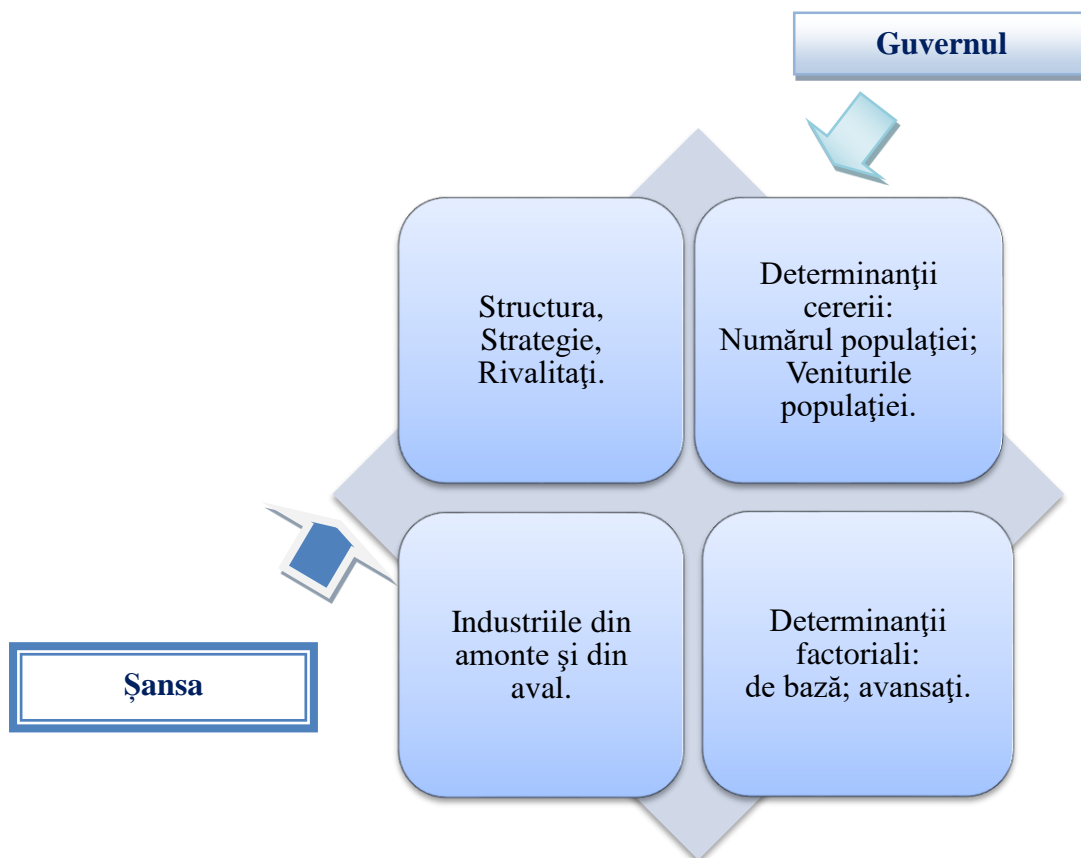 Guvernul
Structura,
Strategie,
Rivalitaţi.
Determinanţii
cererii:
Numărul populaţiei;
Veniturile
populaţiei.
Industriile din
amonte şi din
aval.
Determinanţii
factoriali:
de bază; avansaţi.
Șansa